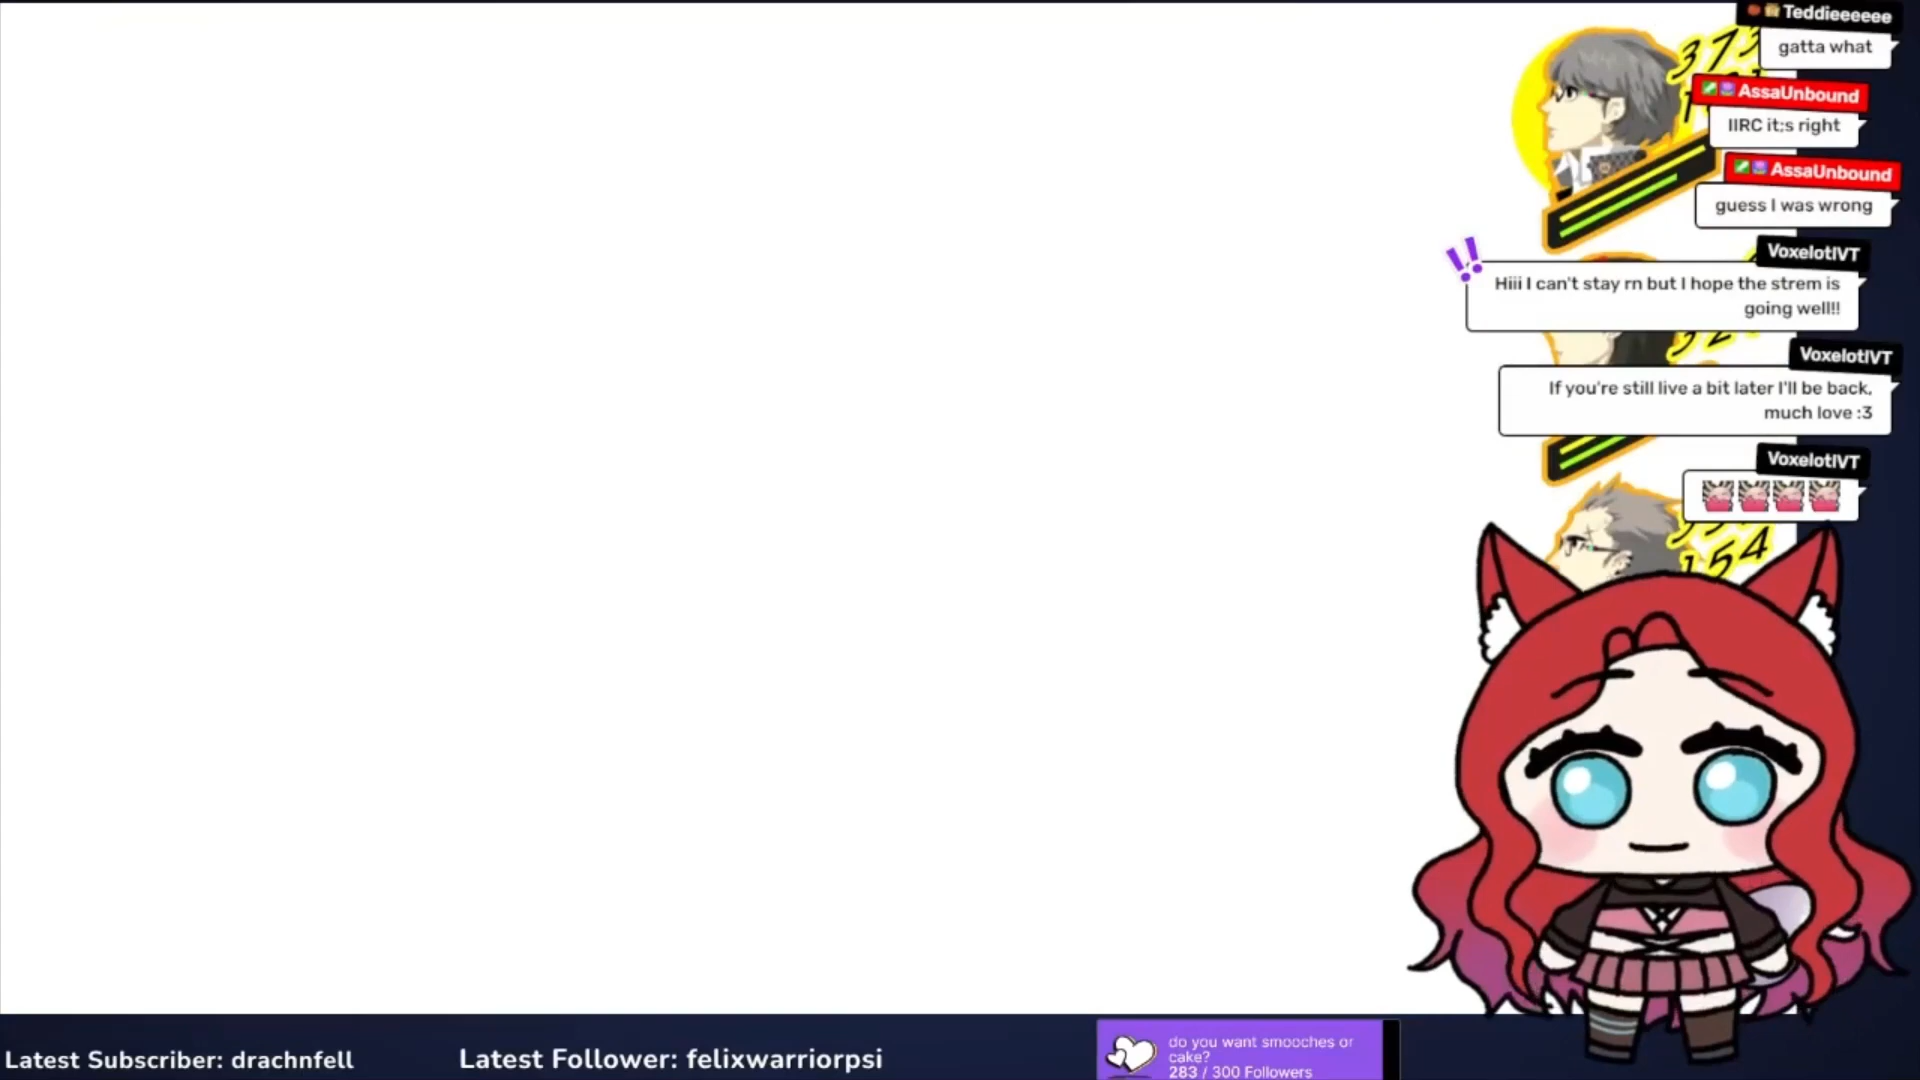 Teddieeeeee
gatta what
373
AssaUnbound
IIRC it;s right
AssaUnbound
guess I was wrong
VoxelotlVT
Hiii I can't stay rn but I hope the strem is
going well!!
VoxelotlVT
If you're still live a bit later I'll be back,
much love :3
VoxelotlVT
154
Latest Subscriber: drachnfell
Latest Follower: felixwarriorpsi
do you want smooches or
cake?
283 / 300 Followers